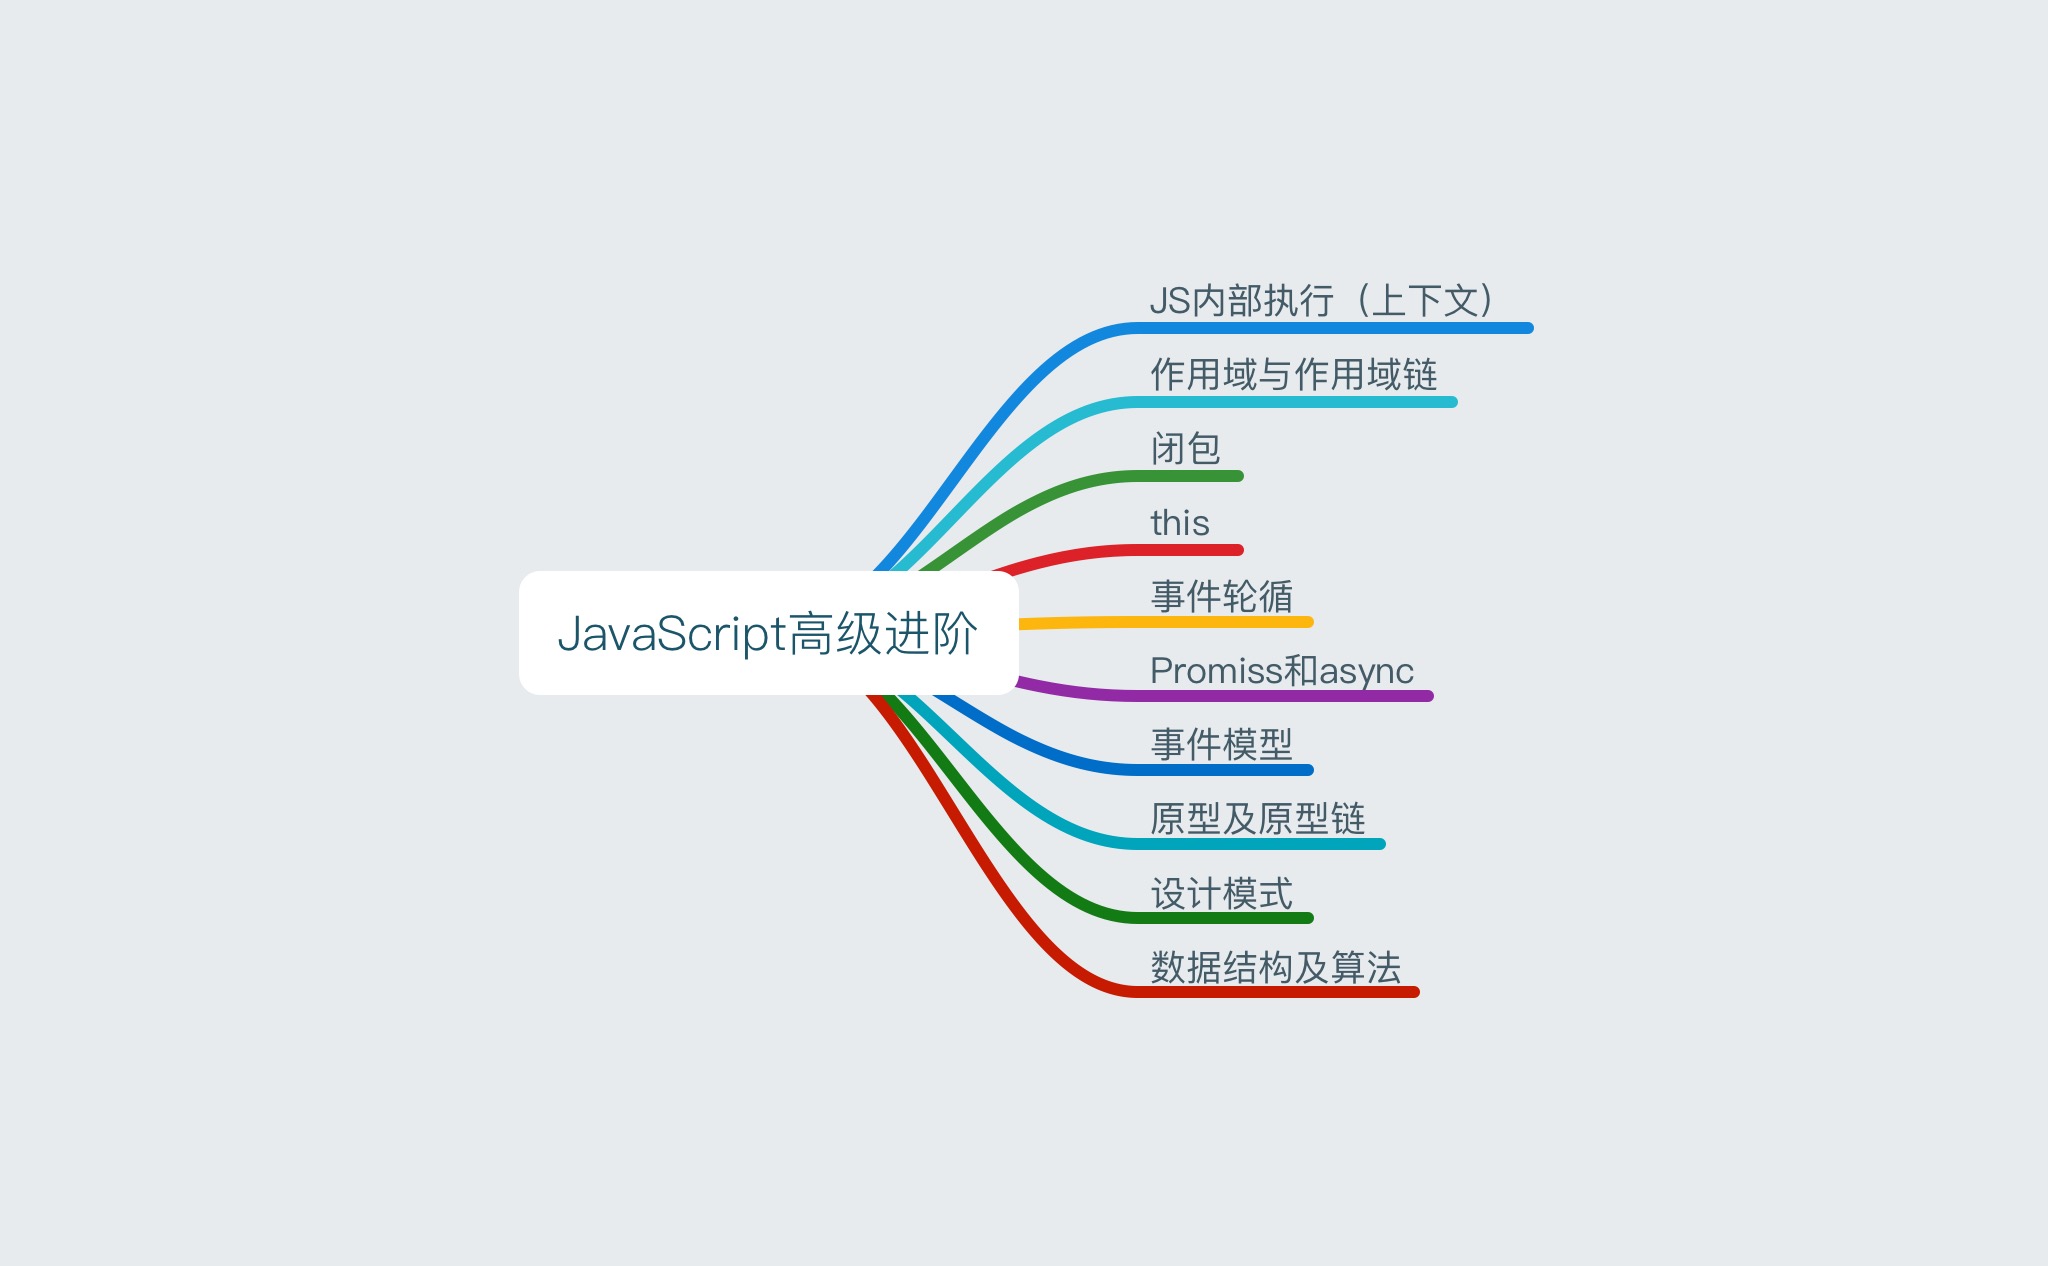 JS内部执行（上下文）
作用域与作用域链
闭包
this
事件轮循
JavaScript高级进阶
Promiss和async
事件模型
原型及原型链
设计模式
数据结构及算法